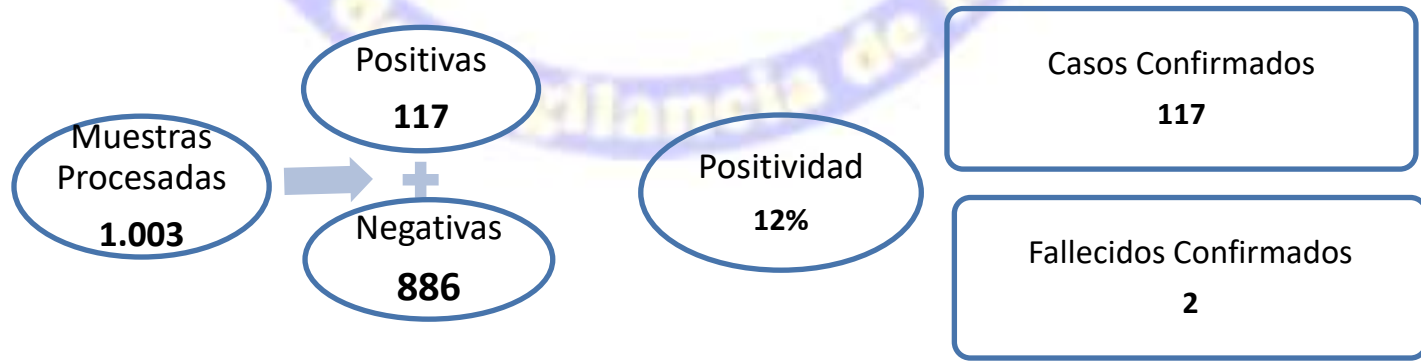 Muestras
Procesadas
1.003
Positivas
117
Negativas
886
Positividad
12%
Casos Confirmados
117
Fallecidos Confirmados
2